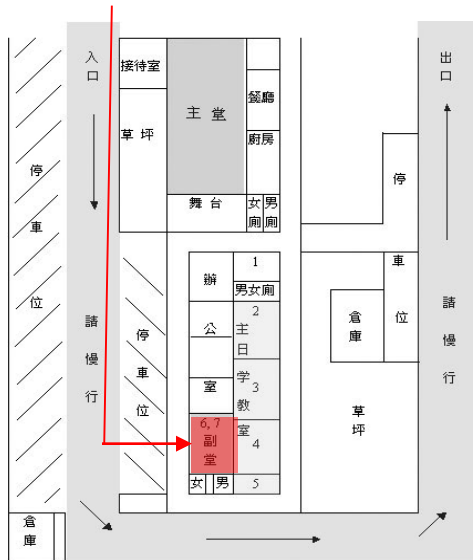 入口
出口
接待室
餐廳
主堂
草坪
廚房
停車位
停
舞台
女廁
男廁
辦公室
1
男女廁
車位
2
主日学教室
倉庫
請慢行
停車位
請慢行
3
草坪
6,7
副堂
4
女
男
5
倉庫